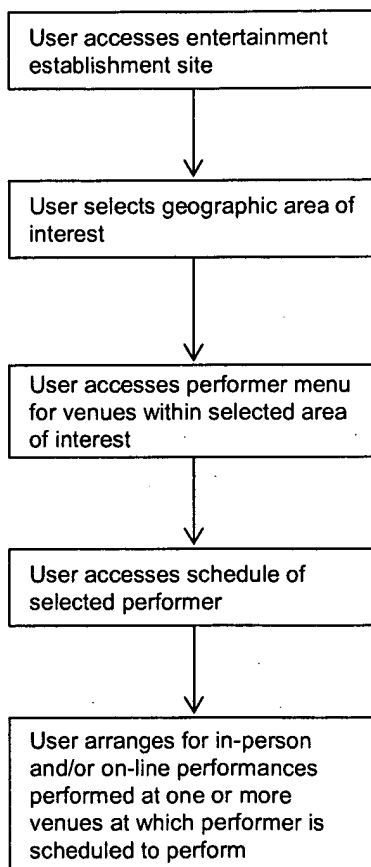 User accesses entertainment
establishment site
User selects geographic area of
interest
User accesses performer menu
for venues within selected area
of interest
User accesses schedule of
selected performer
User arranges for in-person
and/or on-line performances
performed at one or more
venues at which performer is
scheduled to perform